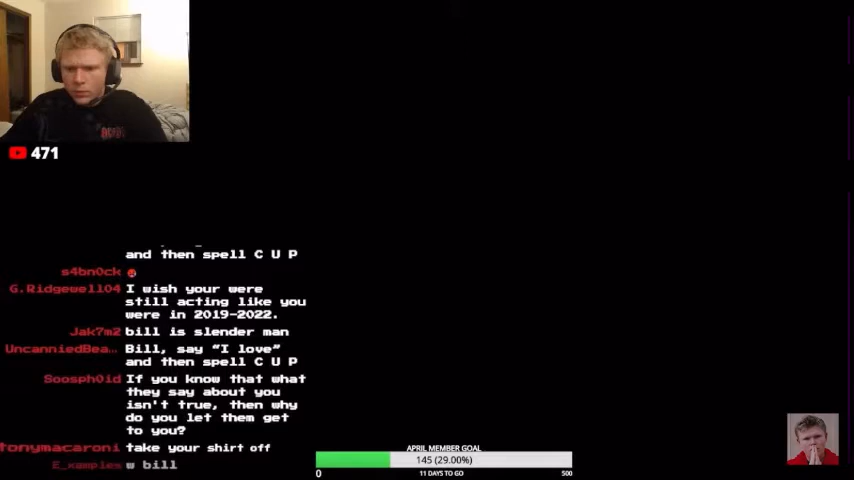 471
and then spell C U P
s4bn0ck
G.Ridgewell04 I wish your were
still acting like you
were in 2019-2022.
Jak7m2 bill is slender man
UncanniedBea… Bill, say "I love"
and then spell C U P
Soosph0id If you know that what
they say about you
isn't true, then why
do you let them get
to you?
tonymacaroni take your shirt off
E_xamples w bill
APRIL MEMBER GOAL
145 (29.00%)
0 11 DAYS TO GO 500